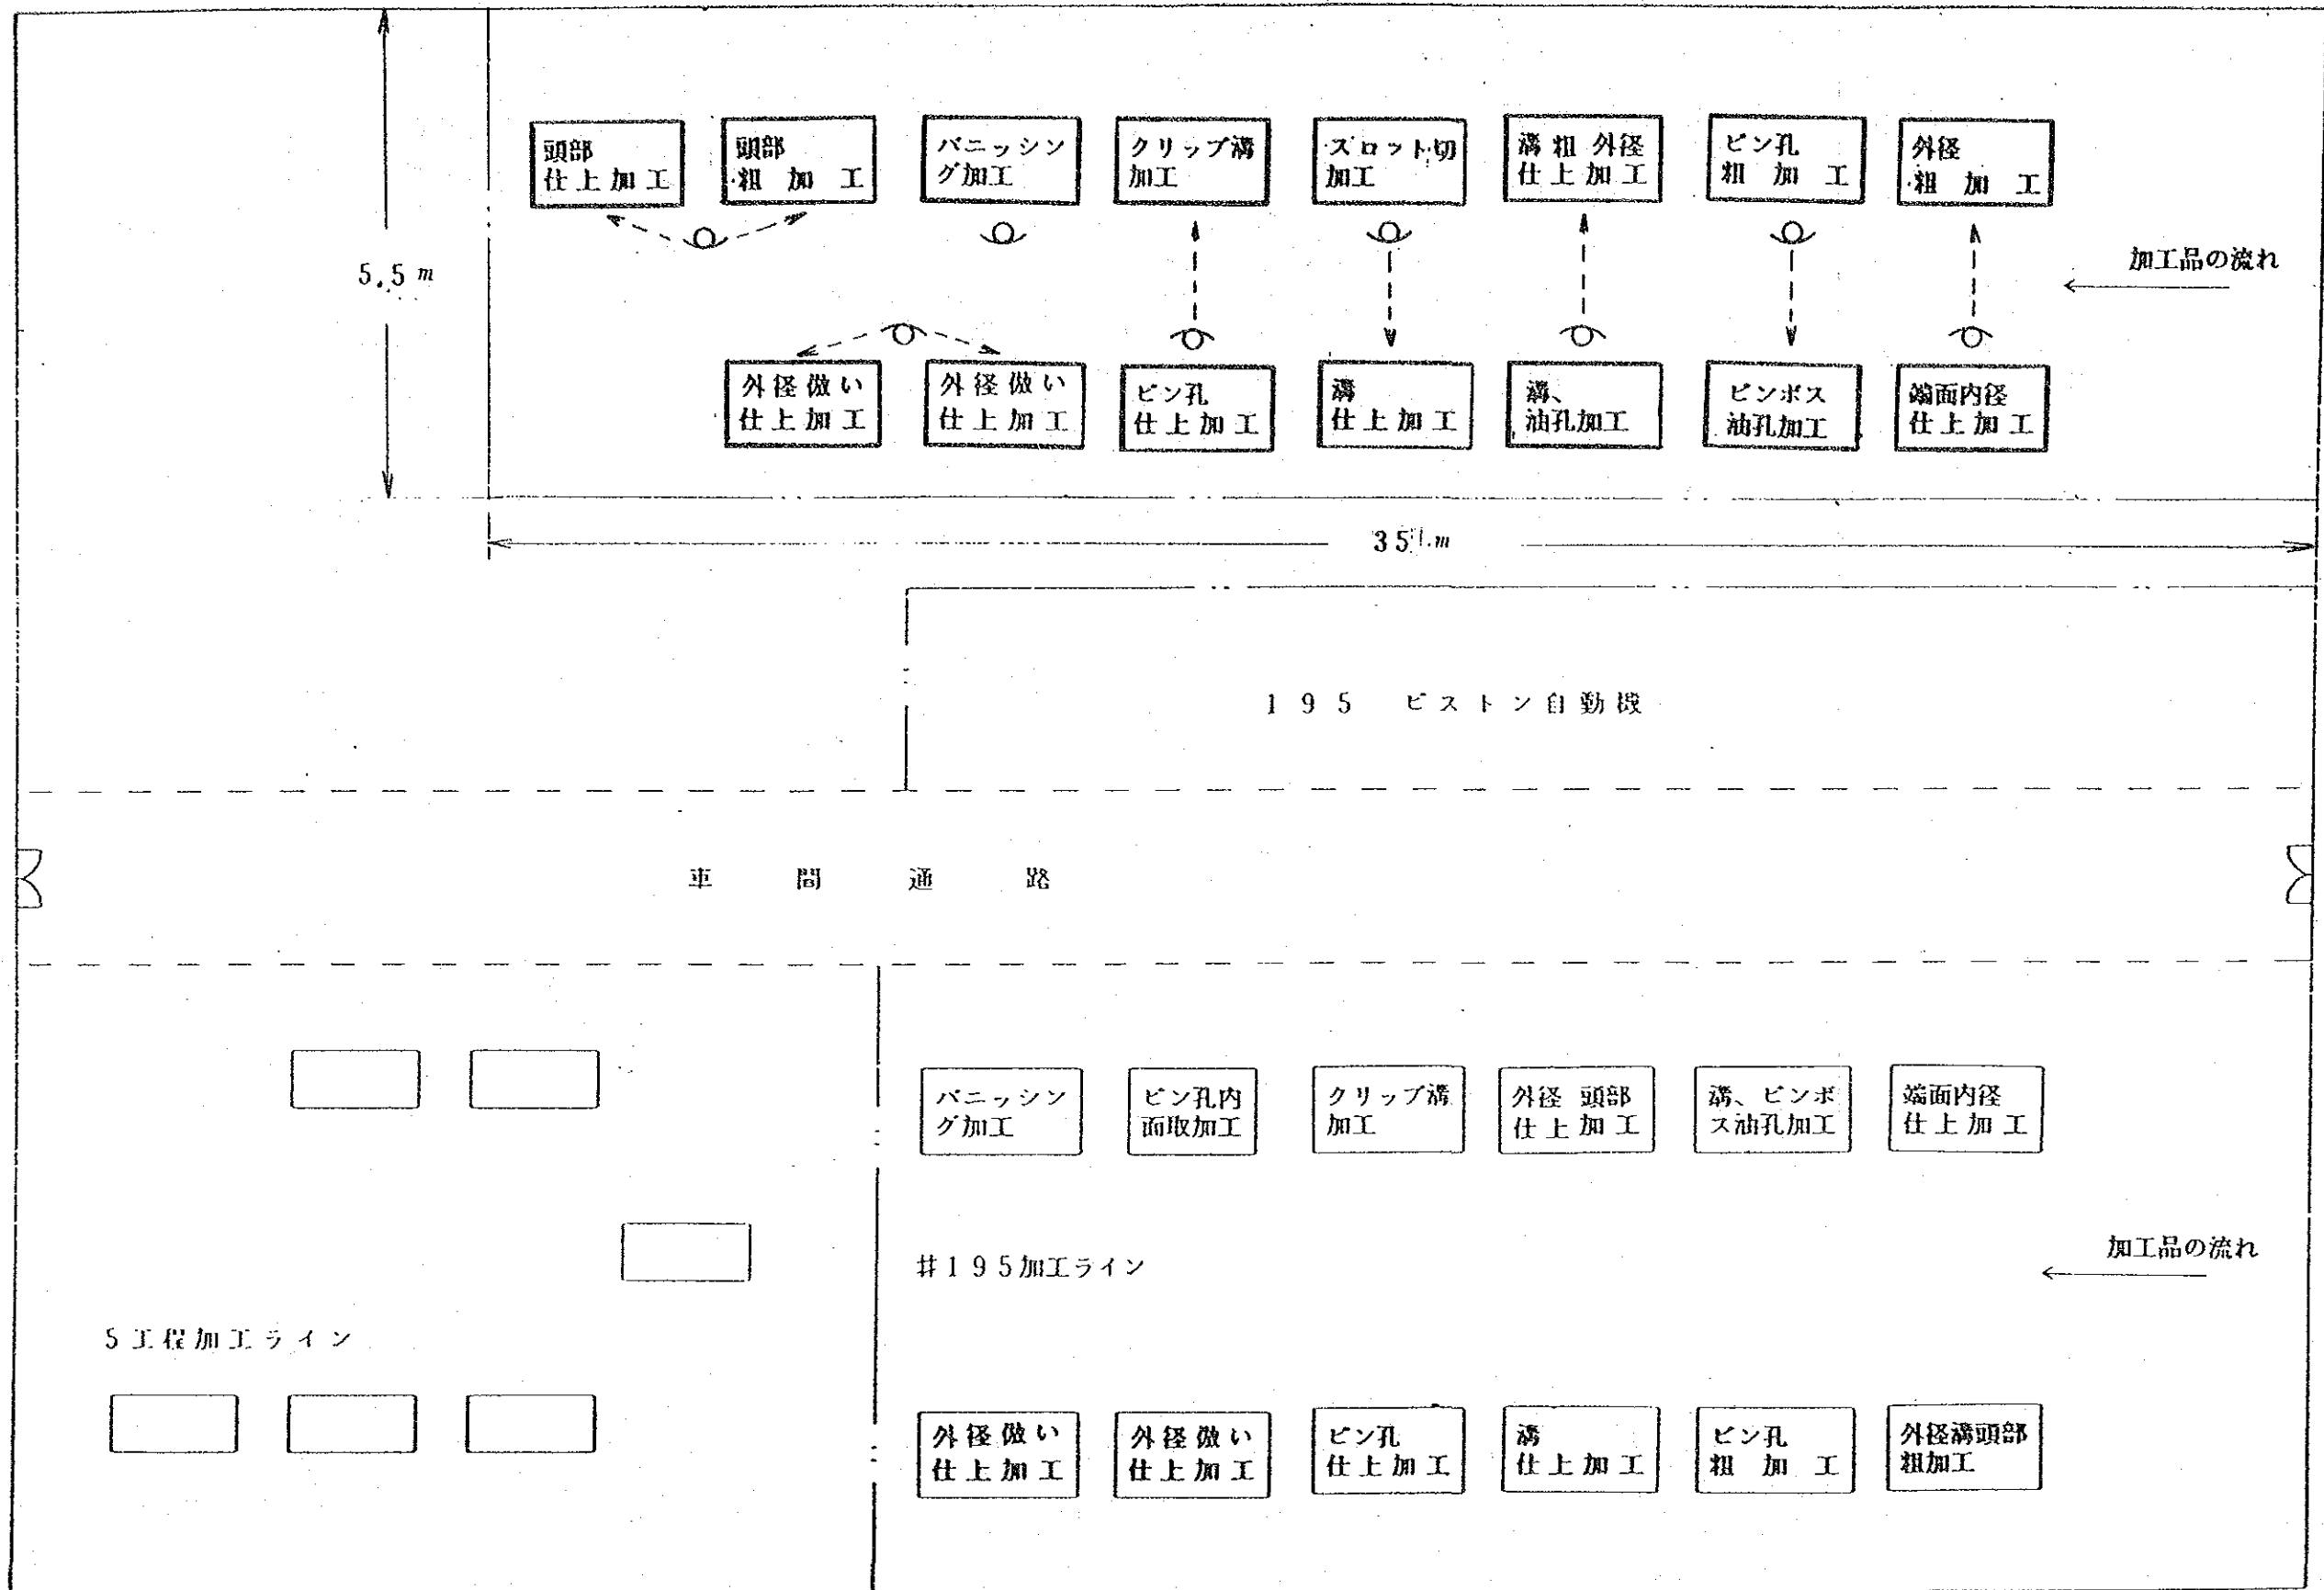 頭部
仕上加工
頭部
粗加工
バニッシン
グ加工
クリップ溝
加工
スロット切
加工
溝粗 外径
仕上加工
ピン孔
粗加工
外径
粗加工
5.5m
加工品の流れ
外径倣い
仕上加工
外径倣い
仕上加工
ピン孔
仕上加工
溝
仕上加工
溝、
油孔加工
ピンボス
油孔加工
端面内径
仕上加工
35m
195 ピストン自動機
車間通路
バニッシン
グ加工
ピン孔内
面取加工
クリップ溝
加工
外径 頭部
仕上加工
溝、ピンボ
ス油孔加工
端面内径
仕上加工
#195加工ライン
加工品の流れ
5工程加工ライン
外径倣い
仕上加工
外径倣い
仕上加工
ピン孔
仕上加工
溝
仕上加工
ピン孔
粗加工
外径溝頭部
粗加工